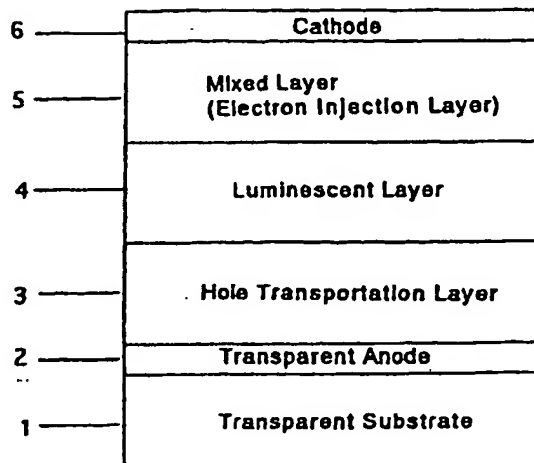 6 Cathode
5 Mixed Layer
(Electron Injection Layer)
4 Luminescent Layer
3 Hole Transportation Layer
2 Transparent Anode
1 Transparent Substrate